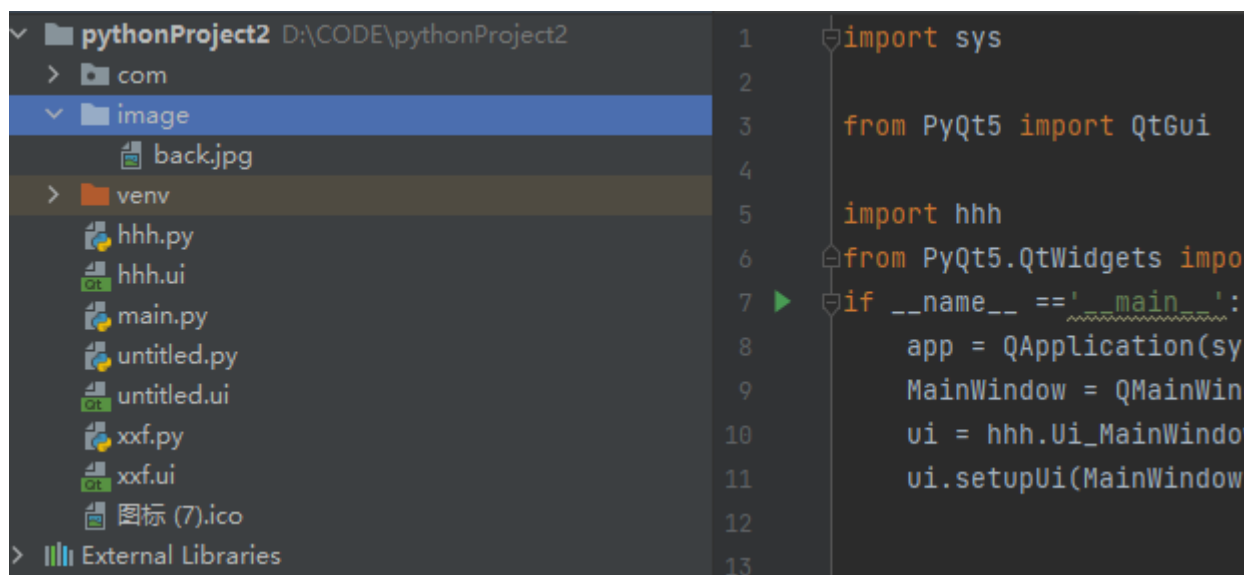 pythonProject2 D:\CODE\pythonProject2
com
image
back.jpg
venv
hhh.py
hhh.ui
main.py
untitled.py
untitled.ui
xxf.py
xxf.ui
图标 (7).ico
External Libraries
1 import sys
2
3 from PyQt5 import QtGui
4
5 import hhh
6 from PyQt5.QtWidgets impo
7 if __name__ =='__main__':
8 app = QApplication(sy
9 MainWindow = QMainWin
10 ui = hhh.Ui_MainWindo
11 ui.setupUi(MainWindow
12
13